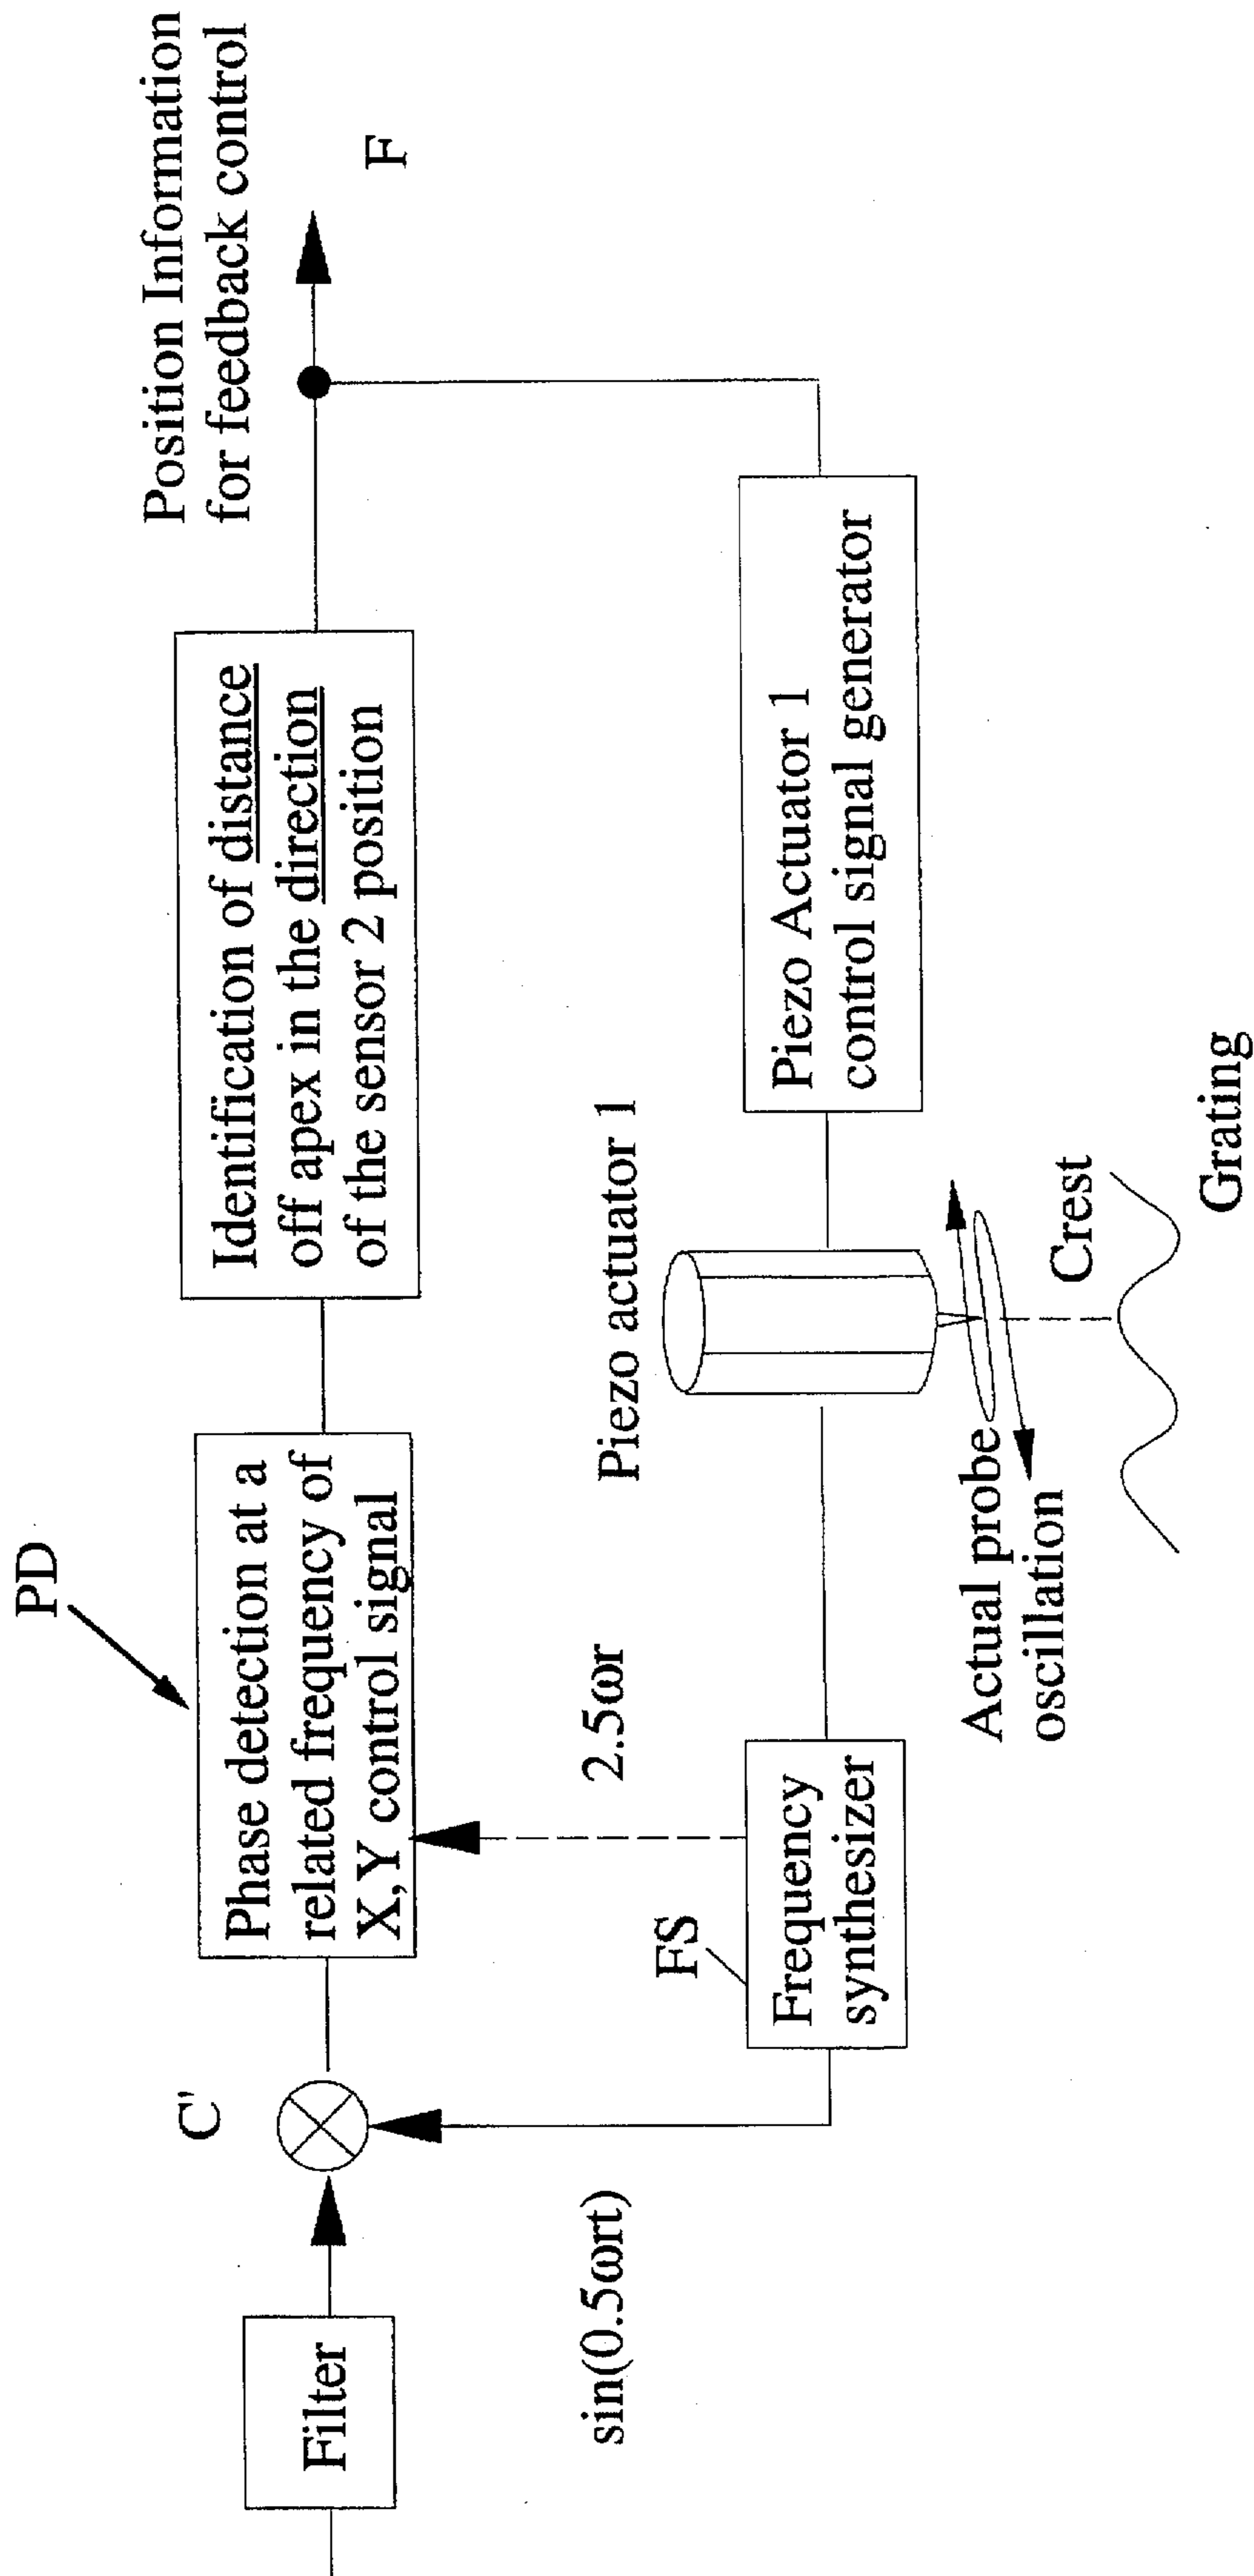 Position Information
for feedback control
F
PD
C'
Filter
Phase detection at a
related frequency of
X,Y control signal
Identification of distance
off apex in the direction
of the sensor 2 position
sin(0.5ωrt)
2.5ωr
FS
Frequency
synthesizer
Piezo actuator 1
Piezo Actuator 1
control signal generator
Actual probe
oscillation
Crest
Grating